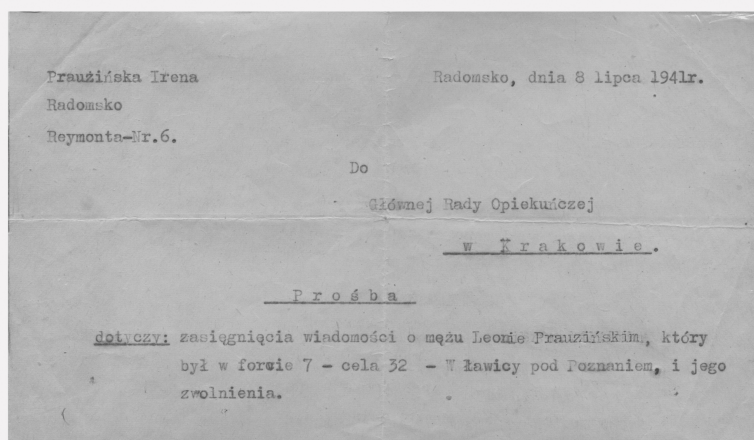 Praużińska Irena
Radomsko, dnia 8 lipca 1941r.
Radomsko
Reymonta-Nr.6.
Do
Głównej Rady Opiekuńczej
w Krakowie.
Prośba
dotyczy: zasięgnięcia wiadomości o mężu Leonie Prauzińskim, który
był w forcie 7 - cela 32 - W Ławicy pod Poznaniem, i jego
zwolnienia.